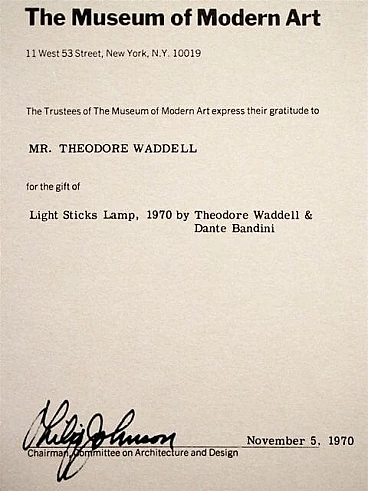 The Museum of Modern Art
11 West 53 Street, New York, N.Y. 10019
The Trustees of The Museum of Modern Art express their gratitude to
MR. THEODORE WADDELL
for the gift of
Light Sticks Lamp, 1970 by Theodore Waddell &
Dante Bandini
Philip Johnson
November 5, 1970
Chairman, Committee on Architecture and Design